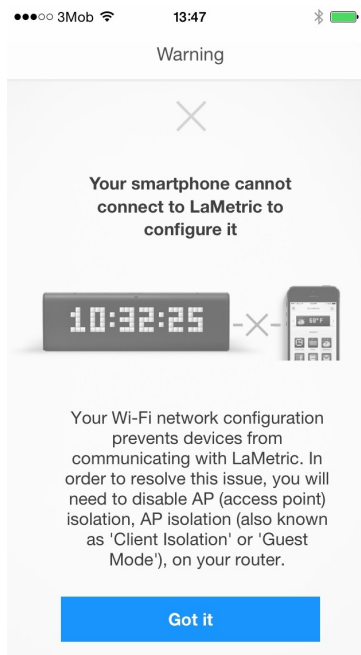 3Mob 13:47
Warning
Your smartphone cannot
connect to LaMetric to
configure it
10:32:25
68°F
Your Wi-Fi network configuration
prevents devices from
communicating with LaMetric. In
order to resolve this issue, you will
need to disable AP (access point)
isolation, AP isolation (also known
as 'Client Isolation' or 'Guest
Mode'), on your router.
Got it